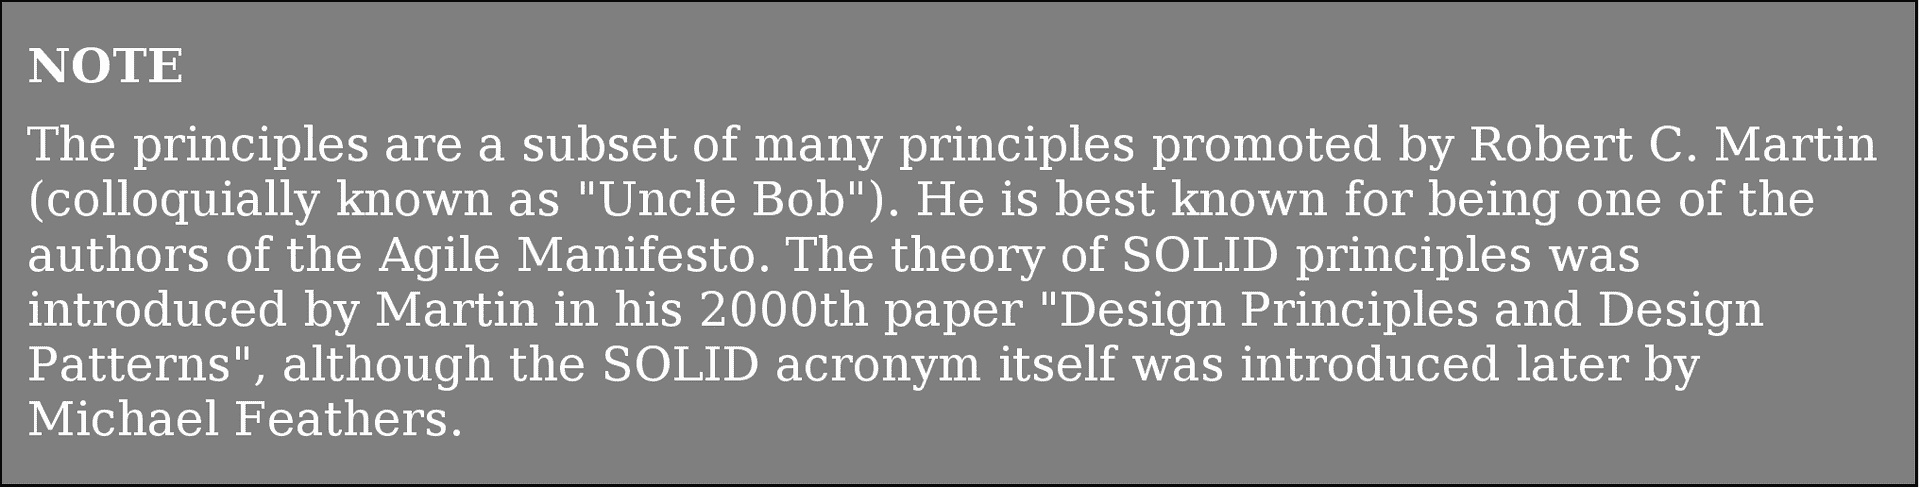 NOTE
The principles are a subset of many principles promoted by Robert C. Martin
(colloquially known as "Uncle Bob"). He is best known for being one of the
authors of the Agile Manifesto. The theory of SOLID principles was
introduced by Martin in his 2000th paper "Design Principles and Design
Patterns", although the SOLID acronym itself was introduced later by
Michael Feathers.